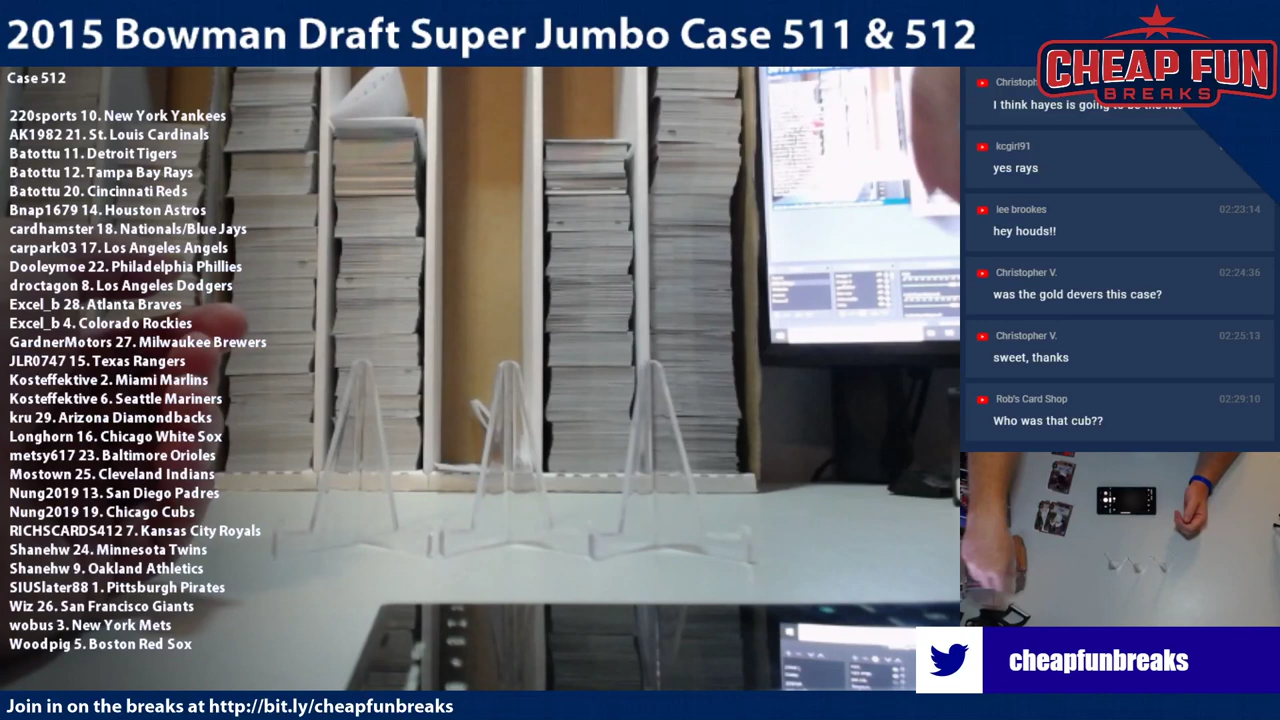 2015 Bowman Draft Super Jumbo Case 511 & 512
CHEAP FUN
BREAKS
Case 512
220sports 10. New York Yankees
AK1982 21. St. Louis Cardinals
Batottu 11. Detroit Tigers
Batottu 12. Tampa Bay Rays
Batottu 20. Cincinnati Reds
Bnap1679 14. Houston Astros
cardhamster 18. Nationals/Blue Jays
carpark03 17. Los Angeles Angels
Dooleymoe 22. Philadelphia Phillies
droctagon 8. Los Angeles Dodgers
Excel_b 28. Atlanta Braves
Excel_b 4. Colorado Rockies
GardnerMotors 27. Milwaukee Brewers
JLR0747 15. Texas Rangers
Kosteffektive 2. Miami Marlins
Kosteffektive 6. Seattle Mariners
kru 29. Arizona Diamondbacks
Longhorn 16. Chicago White Sox
metsy617 23. Baltimore Orioles
Mostown 25. Cleveland Indians
Nung2019 13. San Diego Padres
Nung2019 19. Chicago Cubs
RICHSCARDS412 7. Kansas City Royals
Shanehw 24. Minnesota Twins
Shanehw 9. Oakland Athletics
SIUSlater88 1. Pittsburgh Pirates
Wiz 26. San Francisco Giants
wobus 3. New York Mets
Woodpig 5. Boston Red Sox
Christoph
I think hayes is going to be the
kcgirl91
yes rays
lee brookes 02:23:14
hey houds!!
Christopher V. 02:24:36
was the gold devers this case?
Christopher V. 02:25:13
sweet, thanks
Rob's Card Shop 02:29:10
Who was that cub??
cheapfunbreaks
Join in on the breaks at http://bit.ly/cheapfunbreaks